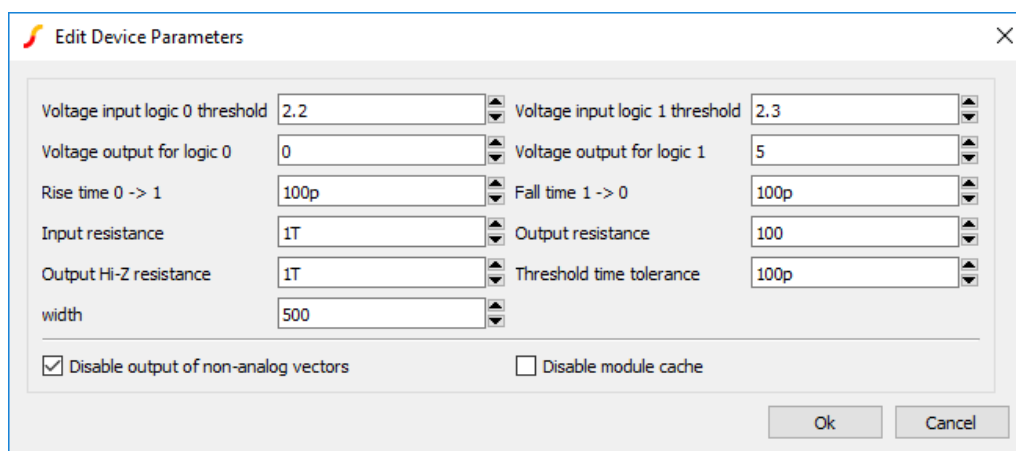 Edit Device Parameters
Voltage input logic 0 threshold 2.2 Voltage input logic 1 threshold 2.3
Voltage output for logic 0 0 Voltage output for logic 1 5
Rise time 0 -> 1 100p Fall time 1 -> 0 100p
Input resistance 1T Output resistance 100
Output Hi-Z resistance 1T Threshold time tolerance 100p
width 500
Disable output of non-analog vectors Disable module cache
Ok Cancel